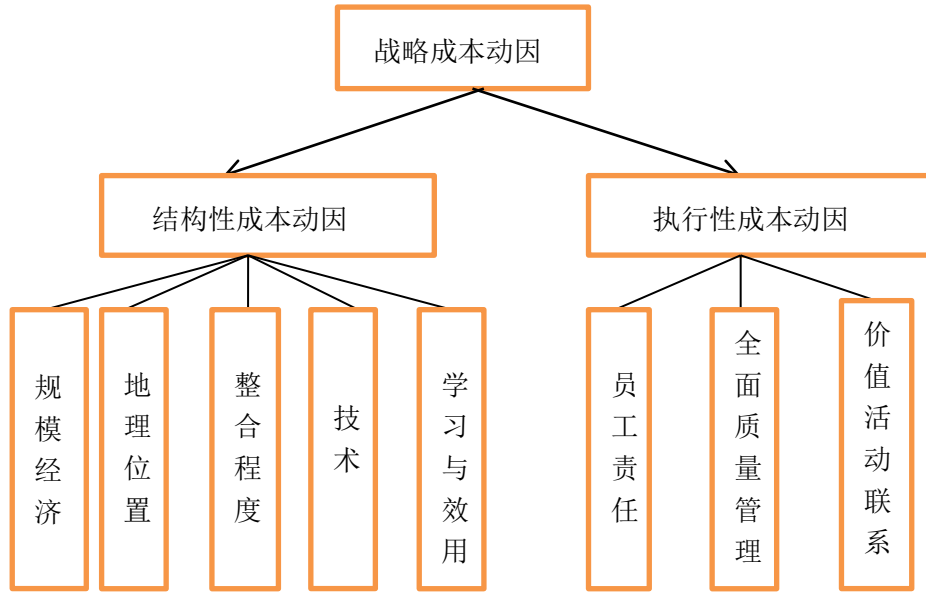 战略成本动因
结构性成本动因
执行性成本动因
规模经济
地理位置
整合程度
技术
学习与效用
员工责任
全面质量管理
价值活动联系